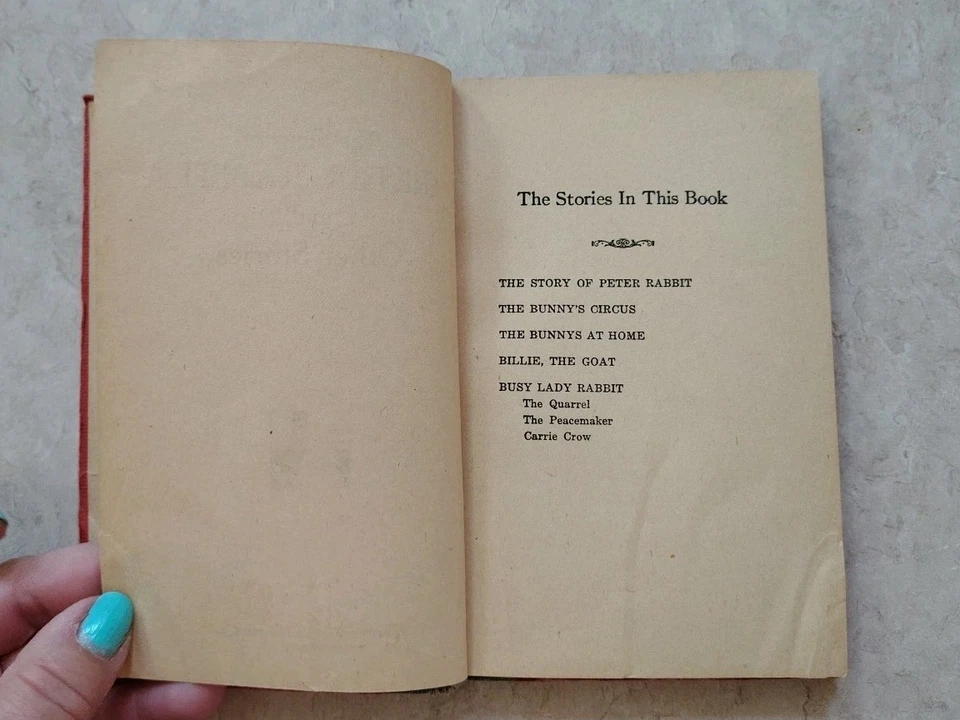 The Stories In This Book
THE STORY OF PETER RABBIT
THE BUNNY'S CIRCUS
THE BUNNYS AT HOME
BILLIE, THE GOAT
BUSY LADY RABBIT
The Quarrel
The Peacemaker
Carrie Crow